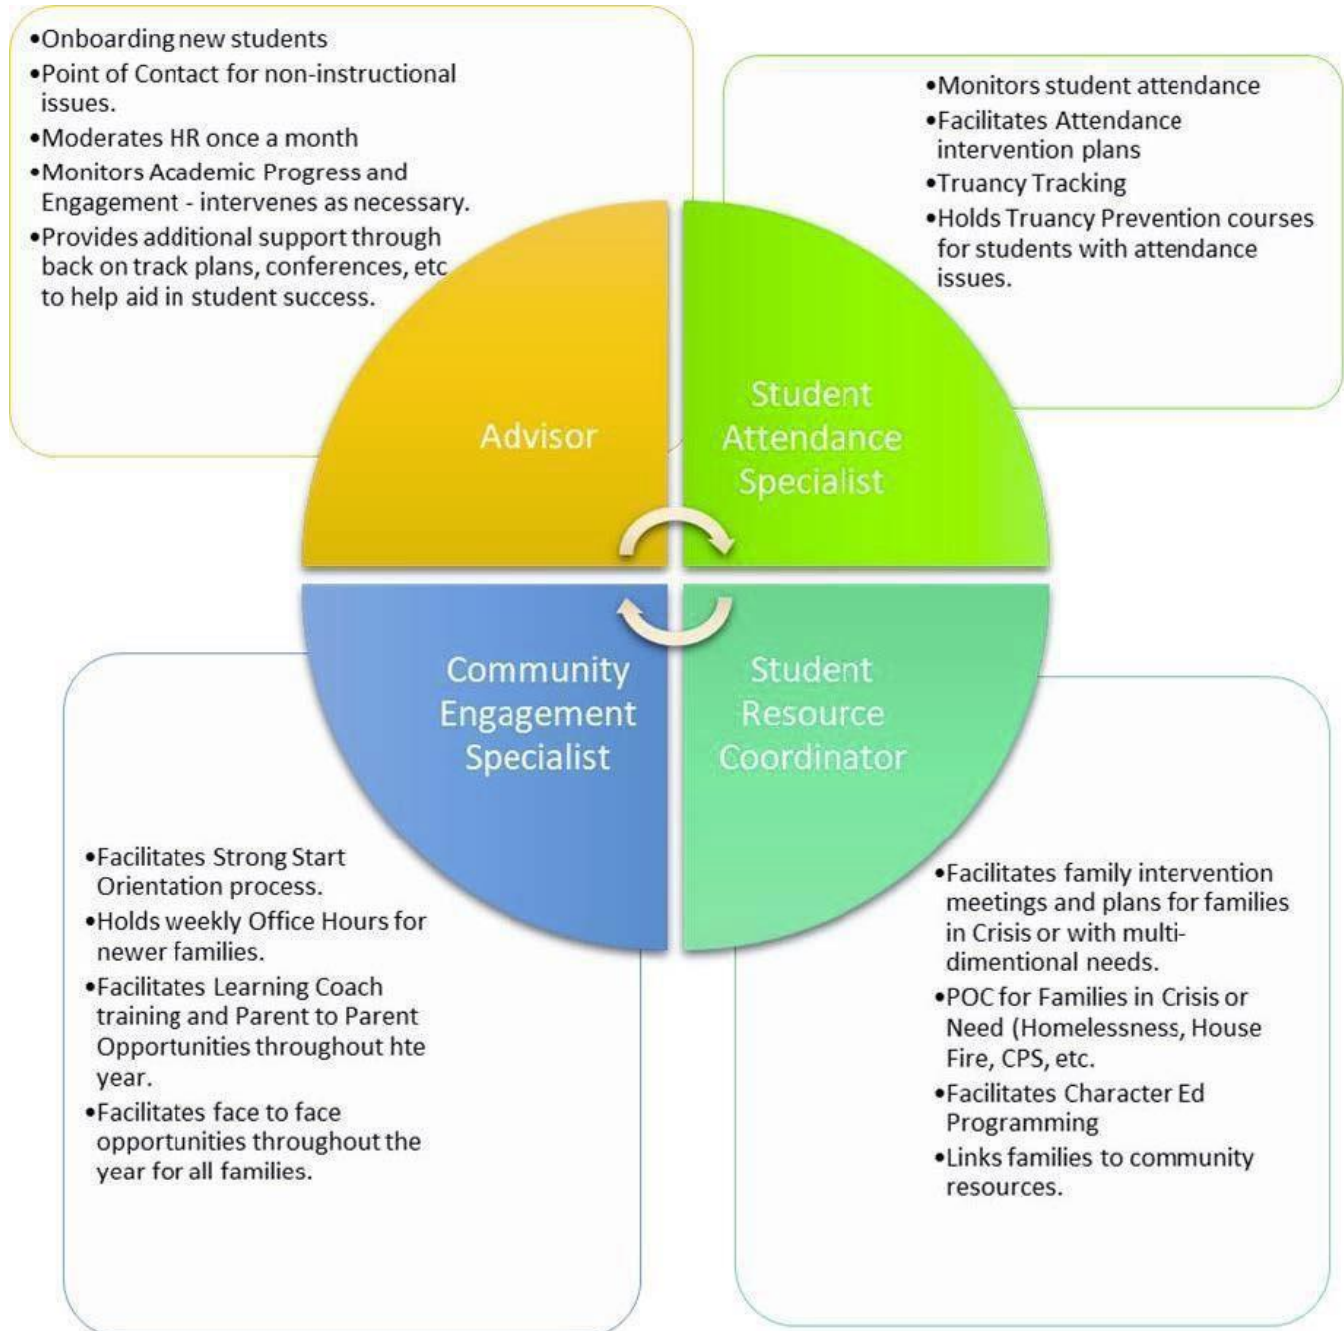 •Onboarding new students
•Point of Contact for non-instructional
issues.
•Moderates HR once a month
•Monitors Academic Progress and
Engagement - intervenes as necessary.
•Provides additional support through
back on track plans, conferences, etc
to help aid in student success.
•Monitors student attendance
•Facilitates Attendance
intervention plans
•Truancy Tracking
•Holds Truancy Prevention courses
for students with attendance
issues.
Advisor
Student
Attendance
Specialist
Community
Engagement
Specialist
Student
Resource
Coordinator
•Facilitates Strong Start
Orientation process.
•Holds weekly Office Hours for
newer families.
•Facilitates Learning Coach
training and Parent to Parent
Opportunities throughout hte
year.
•Facilitates face to face
opportunities throughout the
year for all families.
•Facilitates family intervention
meetings and plans for families
in Crisis or with multi-
dimentional needs.
•POC for Families in Crisis or
Need (Homelessness, House
Fire, CPS, etc.
•Facilitates Character Ed
Programming
•Links families to community
resources.